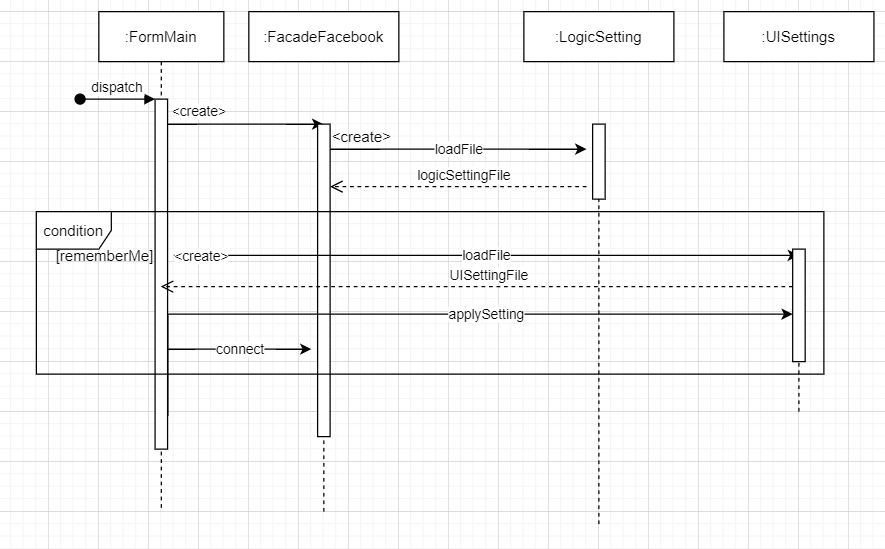 :FormMain
:FacadeFacebook
:LogicSetting
:UISettings
dispatch
<create>
<create>
loadFile
logicSettingFile
condition
[rememberMe]
<create>
loadFile
UISettingFile
applySetting
connect